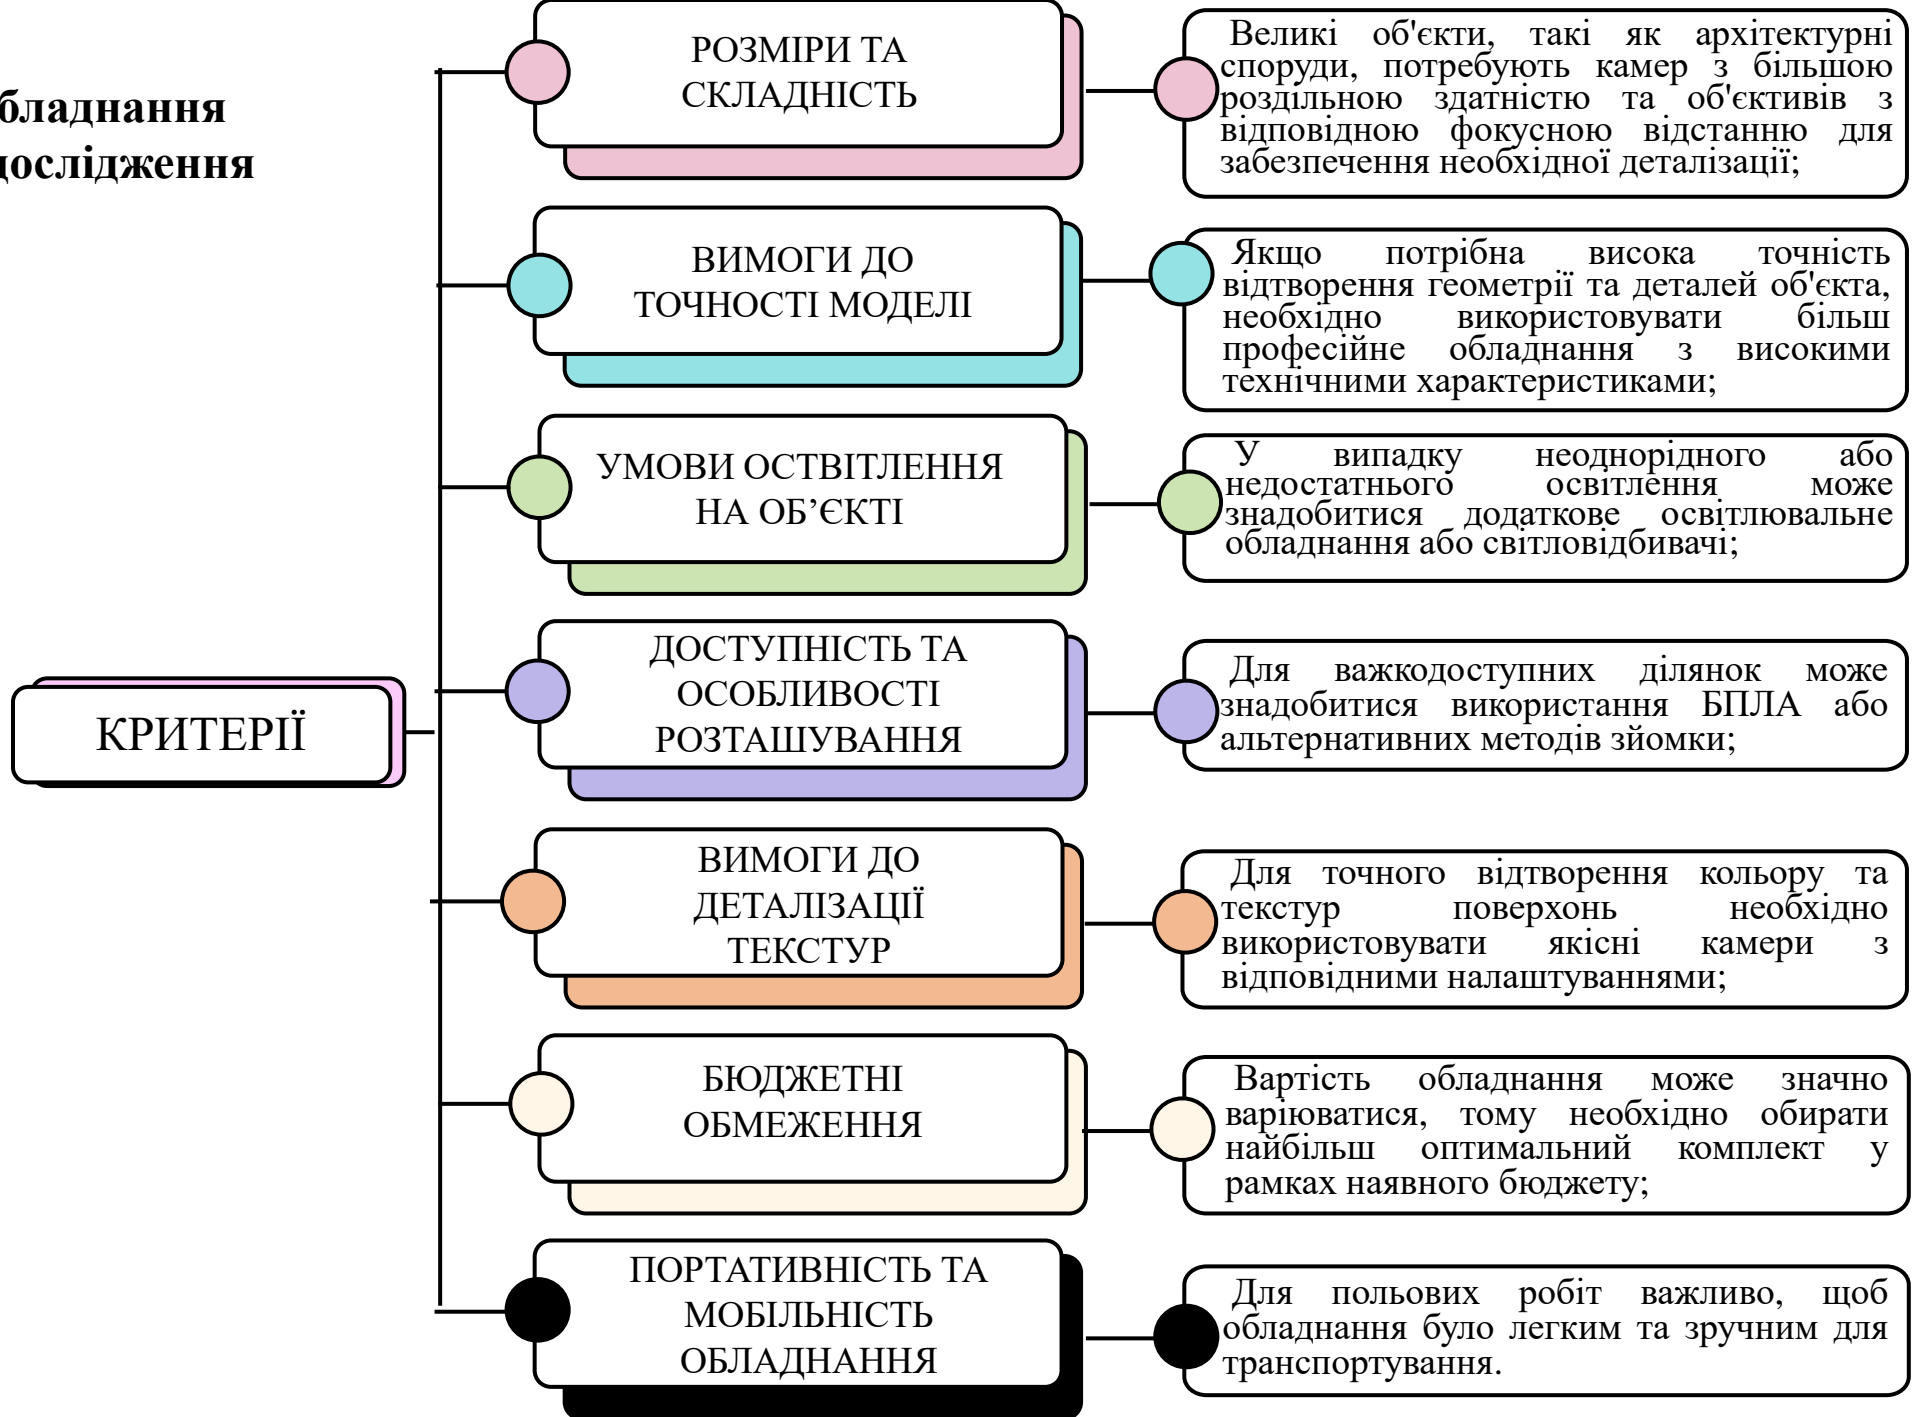 бладнання
дослідження
КРИТЕРІЇ
РОЗМІРИ ТА
СКЛАДНІСТЬ
Великі об'єкти, такі як архітектурні
споруди, потребують камер з більшою
роздільною здатністю та об'єктивів з
відповідною фокусною відстанню для
забезпечення необхідної деталізації;
ВИМОГИ ДО
ТОЧНОСТІ МОДЕЛІ
Якщо потрібна висока точність
відтворення геометрії та деталей об'єкта,
необхідно використовувати більш
професійне обладнання з високими
технічними характеристиками;
УМОВИ ОСТВІТЛЕННЯ
НА ОБ’ЄКТІ
У випадку неоднорідного або
недостатнього освітлення може
знадобитися додаткове освітлювальне
обладнання або світловідбивачі;
ДОСТУПНІСТЬ ТА
ОСОБЛИВОСТІ
РОЗТАШУВАННЯ
Для важкодоступних ділянок може
знадобитися використання БПЛА або
альтернативних методів зйомки;
ВИМОГИ ДО
ДЕТАЛІЗАЦІЇ
ТЕКСТУР
Для точного відтворення кольору та
текстур поверхонь необхідно
використовувати якісні камери з
відповідними налаштуваннями;
БЮДЖЕТНІ
ОБМЕЖЕННЯ
Вартість обладнання може значно
варіюватися, тому необхідно обирати
найбільш оптимальний комплект у
рамках наявного бюджету;
ПОРТАТИВНІСТЬ ТА
МОБІЛЬНІСТЬ
ОБЛАДНАННЯ
Для польових робіт важливо, щоб
обладнання було легким та зручним для
транспортування.